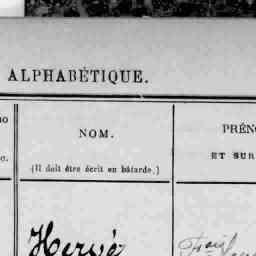 ALPHABÉTIQUE.
NOM.
(Il doit être écrit en bâtarde.)
PRÉN
ET SUR
Hervé